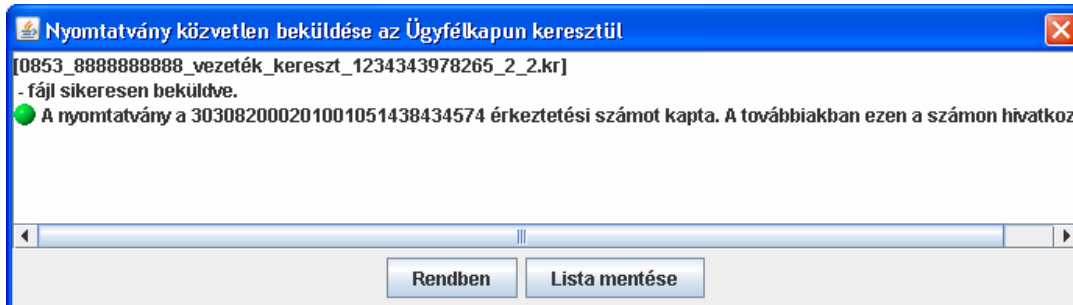 Nyomtatvány közvetlen beküldése az Ügyfélkapun keresztül
[0853_8888888888_vezeték_kereszt_1234343978265_2_2.kr]
- fájl sikeresen beküldve.
A nyomtatvány a 303082000201001051438434574 érkeztetési számot kapta. A továbbiakban ezen a számon hivatkoz
Rendben Lista mentése